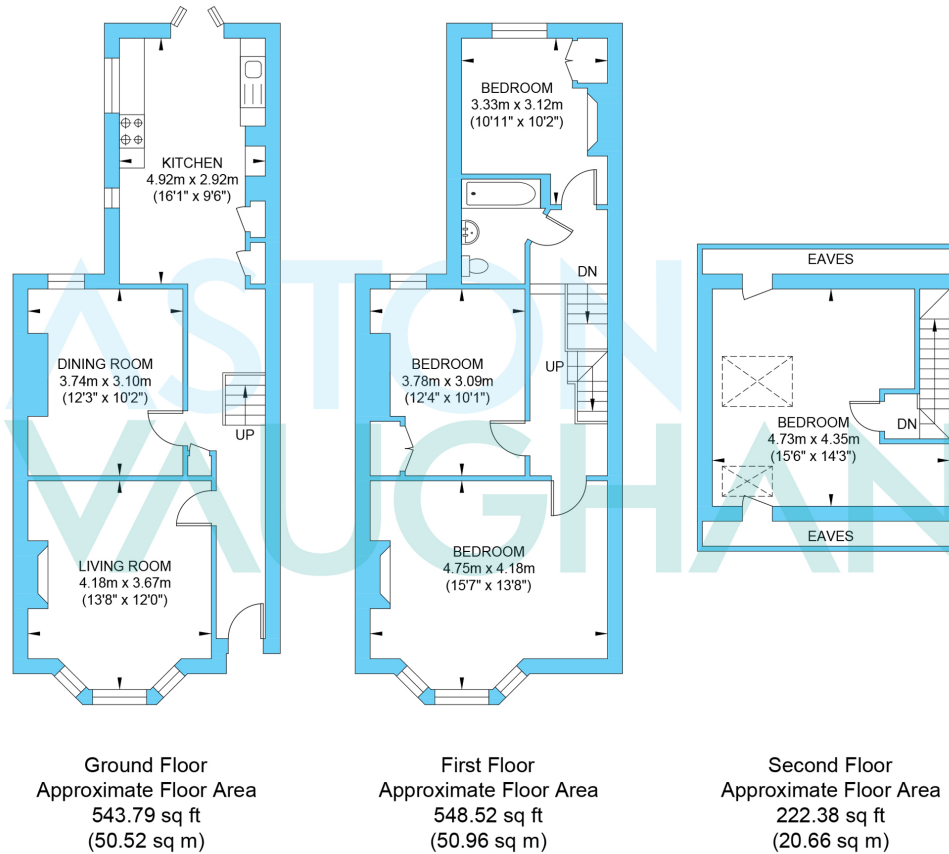 KITCHEN
4.92m x 2.92m
(16'1" x 9'6")
DINING ROOM
3.74m x 3.10m
(12'3" x 10'2")
UP
LIVING ROOM
4.18m x 3.67m
(13'8" x 12'0")
BEDROOM
3.33m x 3.12m
(10'11" x 10'2")
DN
BEDROOM
3.78m x 3.09m
(12'4" x 10'1")
UP
BEDROOM
4.75m x 4.18m
(15'7" x 13'8")
EAVES
BEDROOM
4.73m x 4.35m
(15'6" x 14'3")
DN
EAVES
ASTON
VAUGHAN
Ground Floor
Approximate Floor Area
543.79 sq ft
(50.52 sq m)
First Floor
Approximate Floor Area
548.52 sq ft
(50.96 sq m)
Second Floor
Approximate Floor Area
222.38 sq ft
(20.66 sq m)